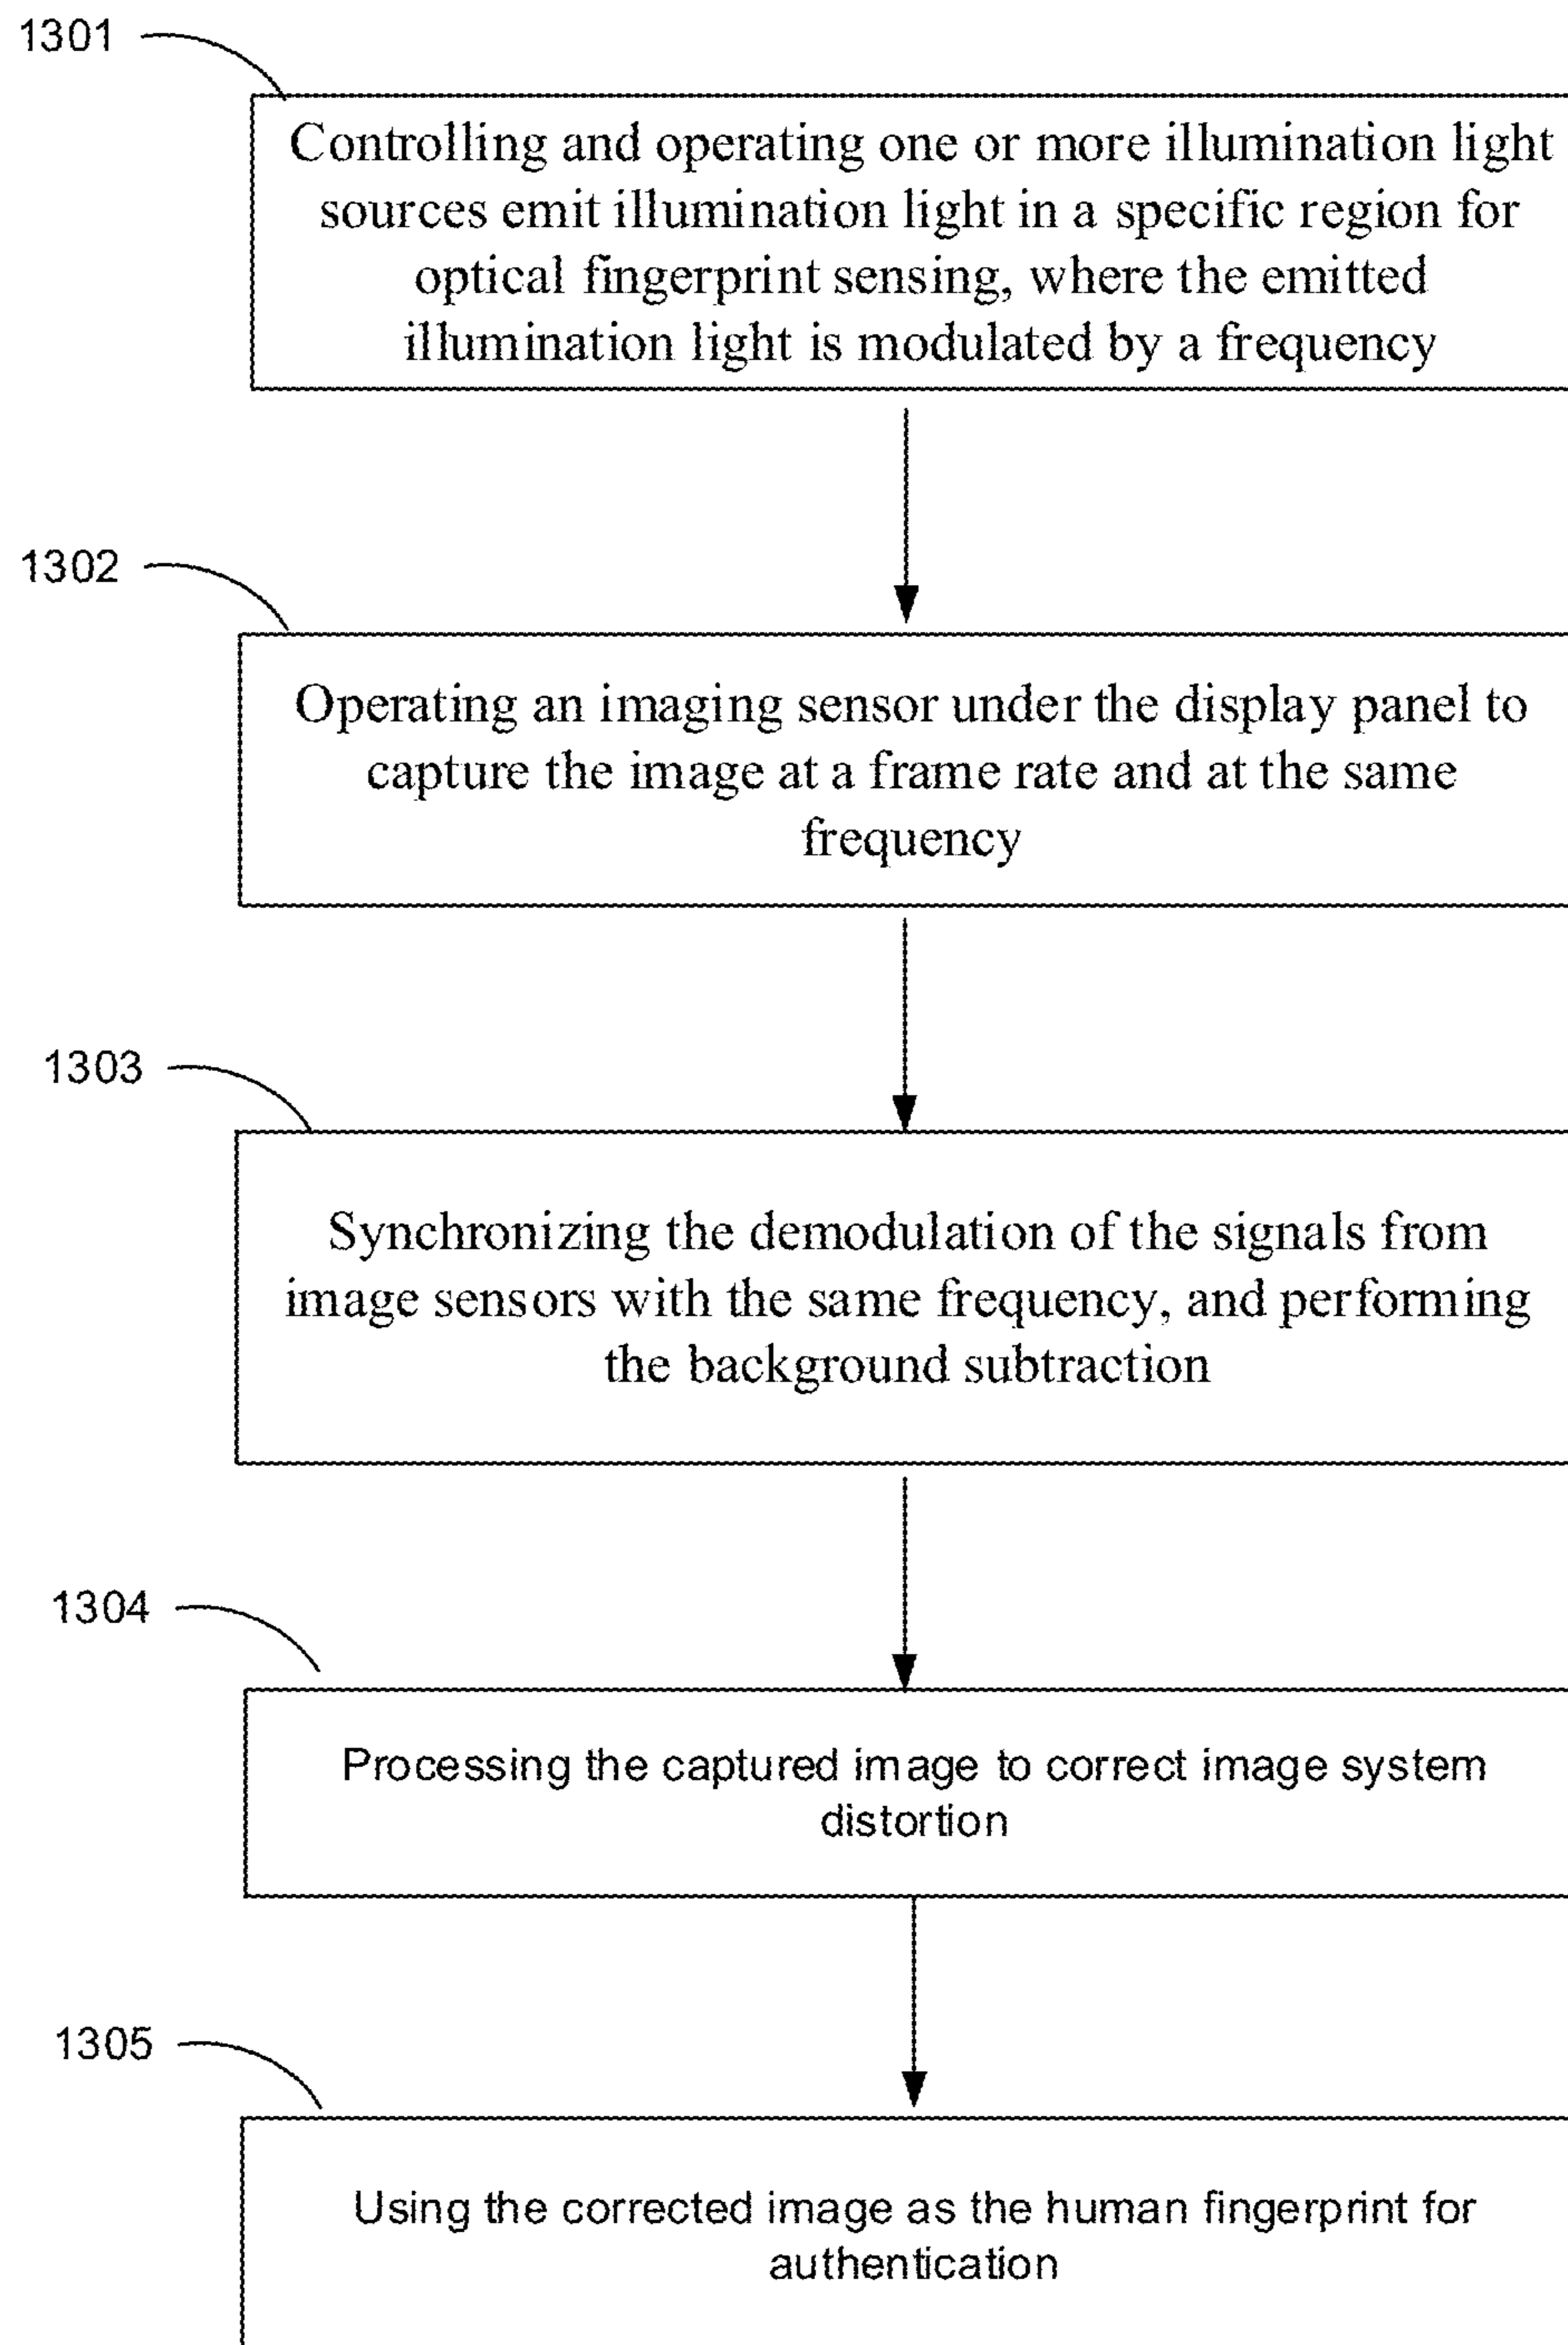 1301
Controlling and operating one or more illumination light
sources emit illumination light in a specific region for
optical fingerprint sensing, where the emitted
illumination light is modulated by a frequency
1302
Operating an imaging sensor under the display panel to
capture the image at a frame rate and at the same
frequency
1303
Synchronizing the demodulation of the signals from
image sensors with the same frequency, and performing
the background subtraction
1304
Processing the captured image to correct image system
distortion
1305
Using the corrected image as the human fingerprint for
authentication